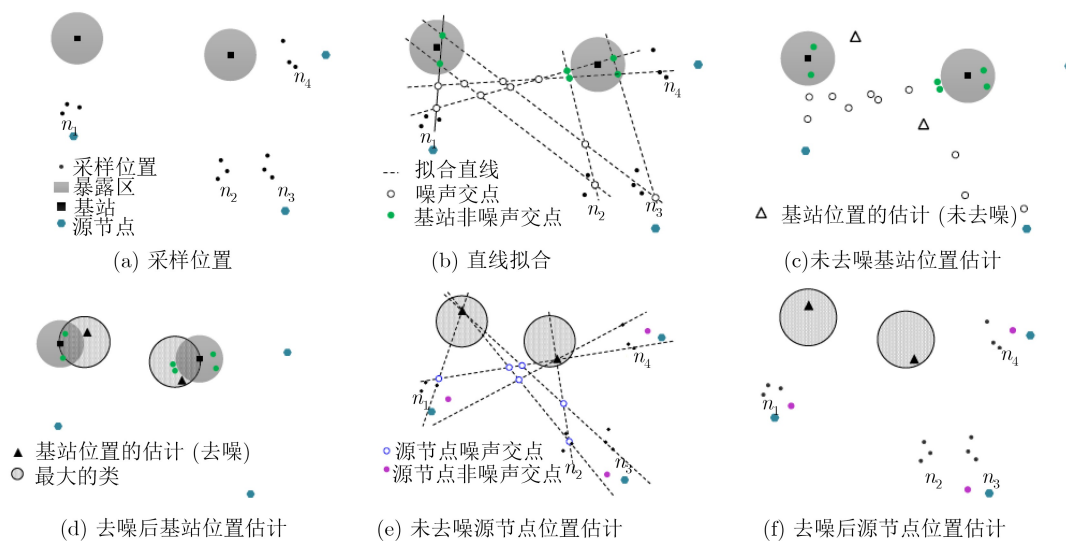 n₄
n₁
n₂
n₃
采样位置
暴露区
基站
源节点
(a) 采样位置
n₄
n₁
n₂
n₃
拟合直线
噪声交点
基站非噪声交点
(b) 直线拟合
基站位置的估计 (未去噪)
(c)未去噪基站位置估计
基站位置的估计 (去噪)
最大的类
(d) 去噪后基站位置估计
n₄
n₁
n₂
n₃
源节点噪声交点
源节点非噪声交点
(e) 未去噪源节点位置估计
n₄
n₁
n₂
n₃
(f) 去噪后源节点位置估计